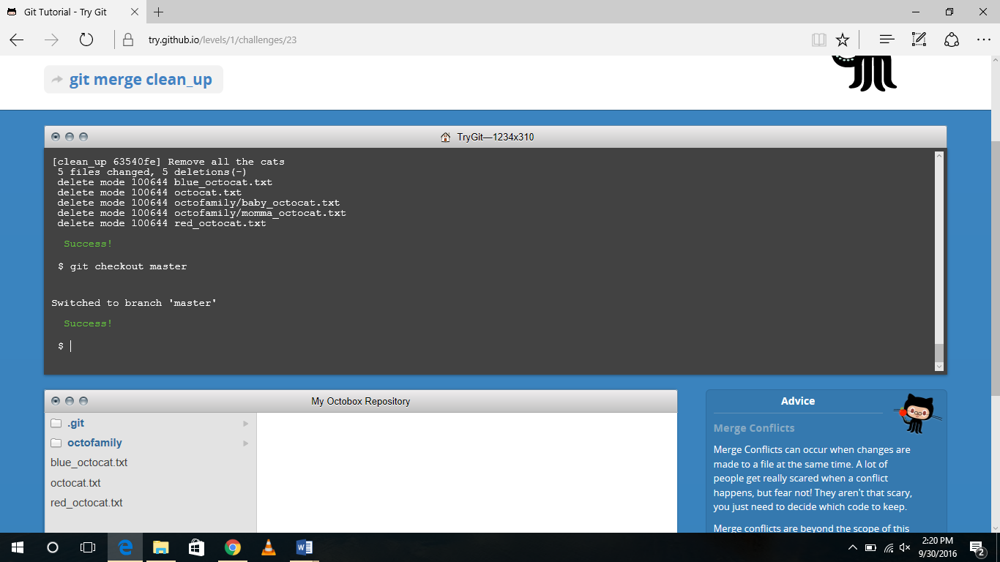 Git Tutorial - Try Git
try.github.io/levels/1/challenges/23
git merge clean_up
TryGit—1234x310
[clean_up 63540fe] Remove all the cats
5 files changed, 5 deletions(-)
delete mode 100644 blue_octocat.txt
delete mode 100644 octocat.txt
delete mode 100644 octofamily/baby_octocat.txt
delete mode 100644 octofamily/momma_octocat.txt
delete mode 100644 red_octocat.txt
Success!
$ git checkout master
Switched to branch 'master'
Success!
$
My Octobox Repository
.git
octofamily
blue_octocat.txt
octocat.txt
red_octocat.txt
Advice
Merge Conflicts
Merge Conflicts can occur when changes are
made to a file at the same time. A lot of
people get really scared when a conflict
happens, but fear not! They aren't that scary,
you just need to decide which code to keep.
Merge conflicts are beyond the scope of this
2:20 PM
9/30/2016
2